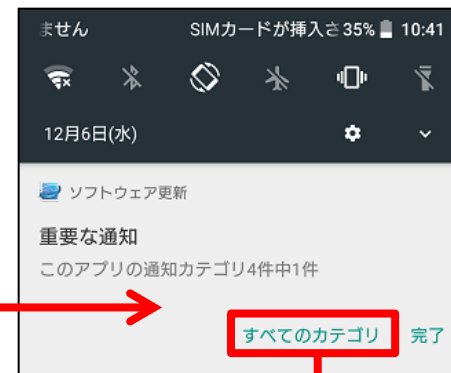 ません SIMカードが挿入さ 35% 10:41
12月6日(水)
ソフトウェア更新
重要な通知
このアプリの通知カテゴリ4件中1件
すべてのカテゴリ 完了